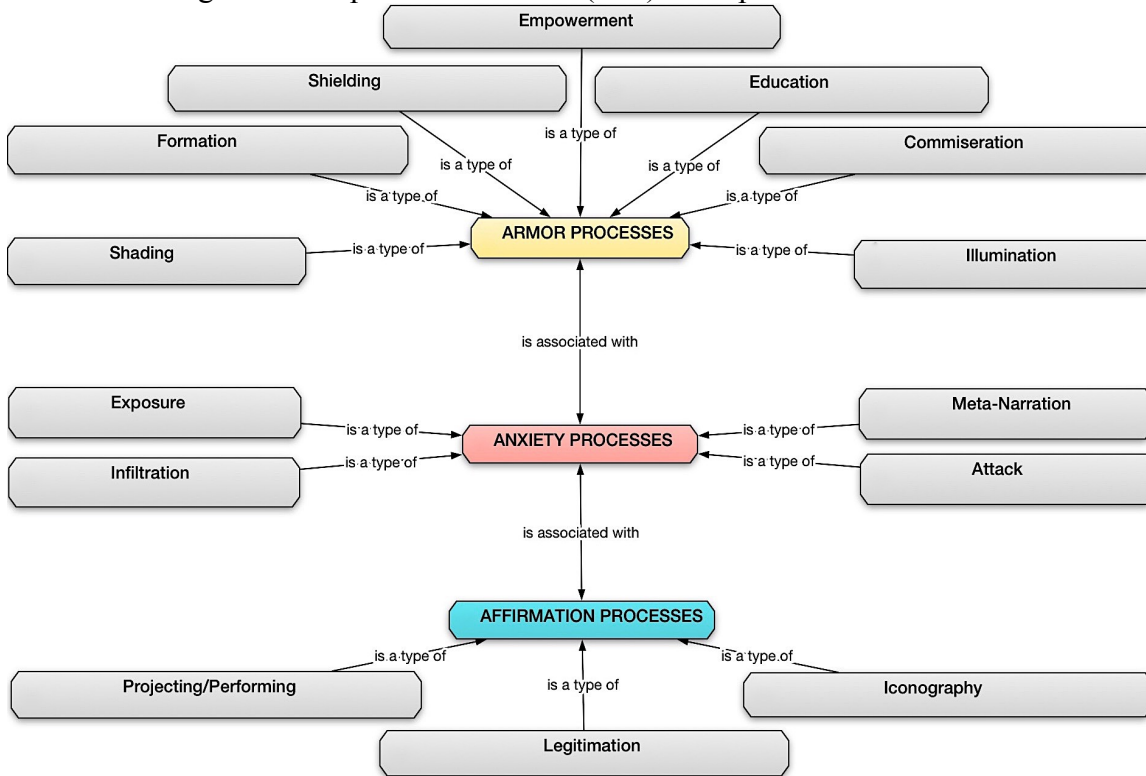 Empowerment
Shielding
Education
is a type of
Formation
Commiseration
is a type of
is a type of
is a type of
is a type of
ARMOR PROCESSES
Shading
is a type of
is a type of
Illumination
is associated with
Exposure
Meta-Narration
is a type of
is a type of
ANXIETY PROCESSES
Infiltration
is a type of
is a type of
Attack
is associated with
AFFIRMATION PROCESSES
is a type of
is a type of
Projecting/Performing
is a type of
Iconography
Legitimation